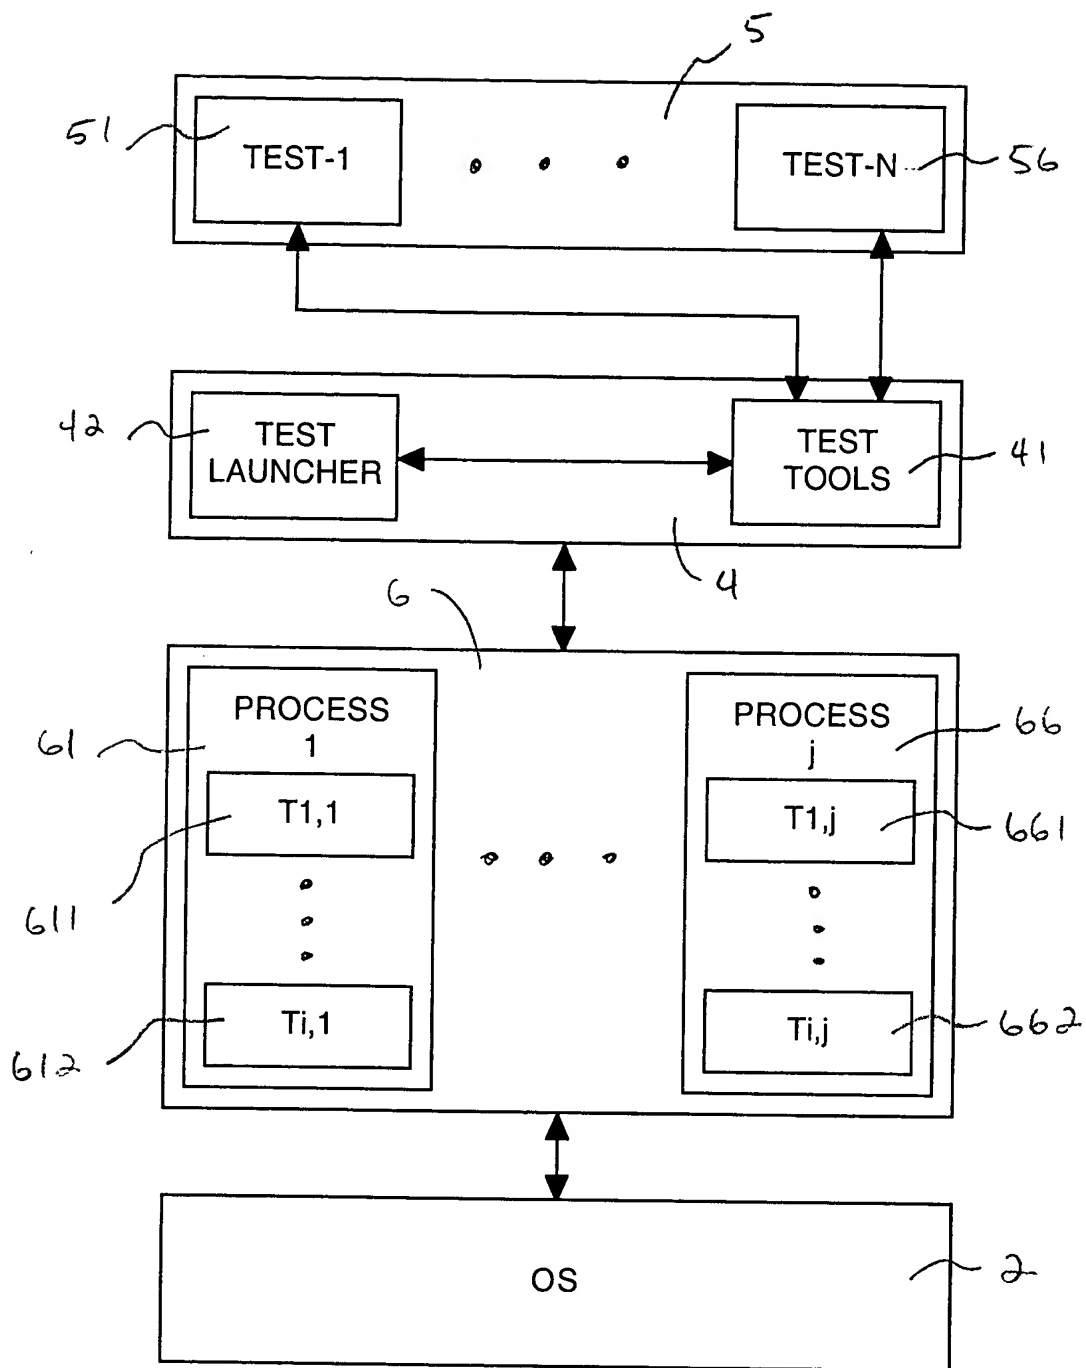 5
51
TEST-1
TEST-N
56
42
TEST
LAUNCHER
TEST
TOOLS
41
4
6
PROCESS
1
61
PROCESS
j
66
T1,1
T1,j
661
611
Ti,1
Ti,j
662
612
OS
2